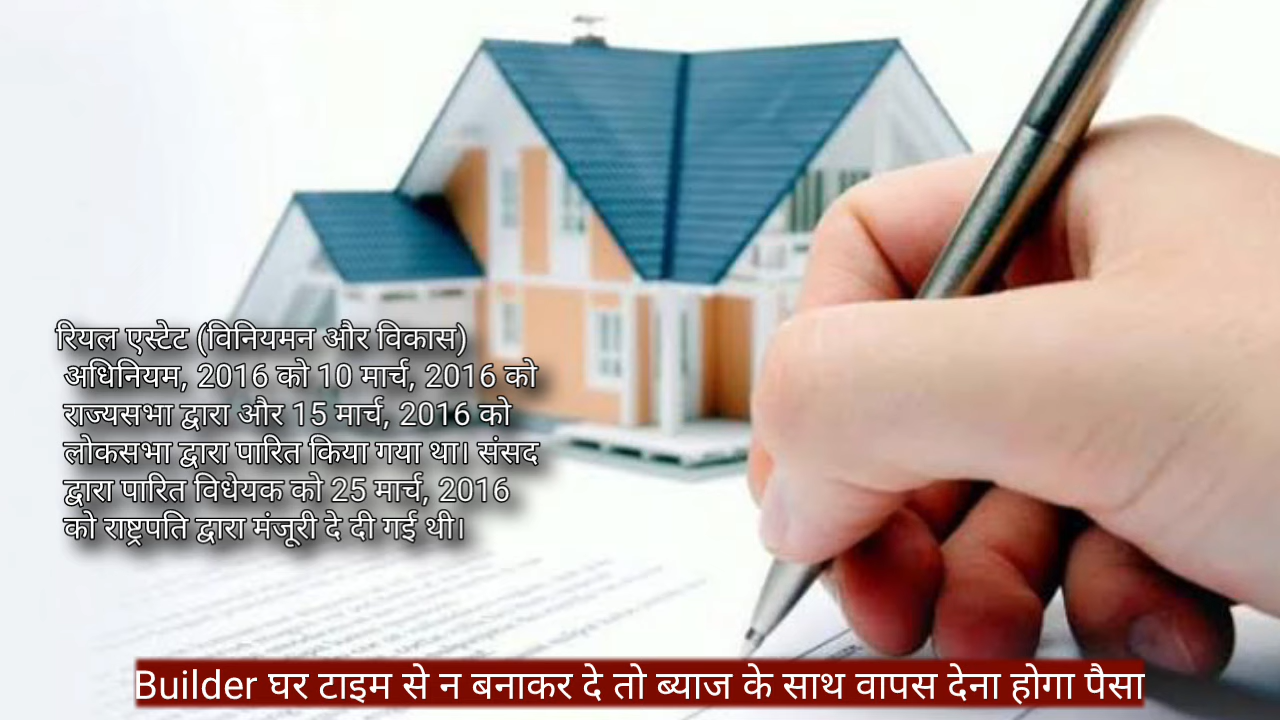 रियल एस्टेट (विनियमन और विकास)
अधिनियम, 2016 को 10 मार्च, 2016 को
राज्यसभा द्वारा और 15 मार्च, 2016 को
लोकसभा द्वारा पारित किया गया था। संसद
द्वारा पारित विधेयक को 25 मार्च, 2016
को राष्ट्रपति द्वारा मंजूरी दे दी गई थी।
Builder घर टाइम से न बनाकर दे तो ब्याज के साथ वापस देना होगा पैसा